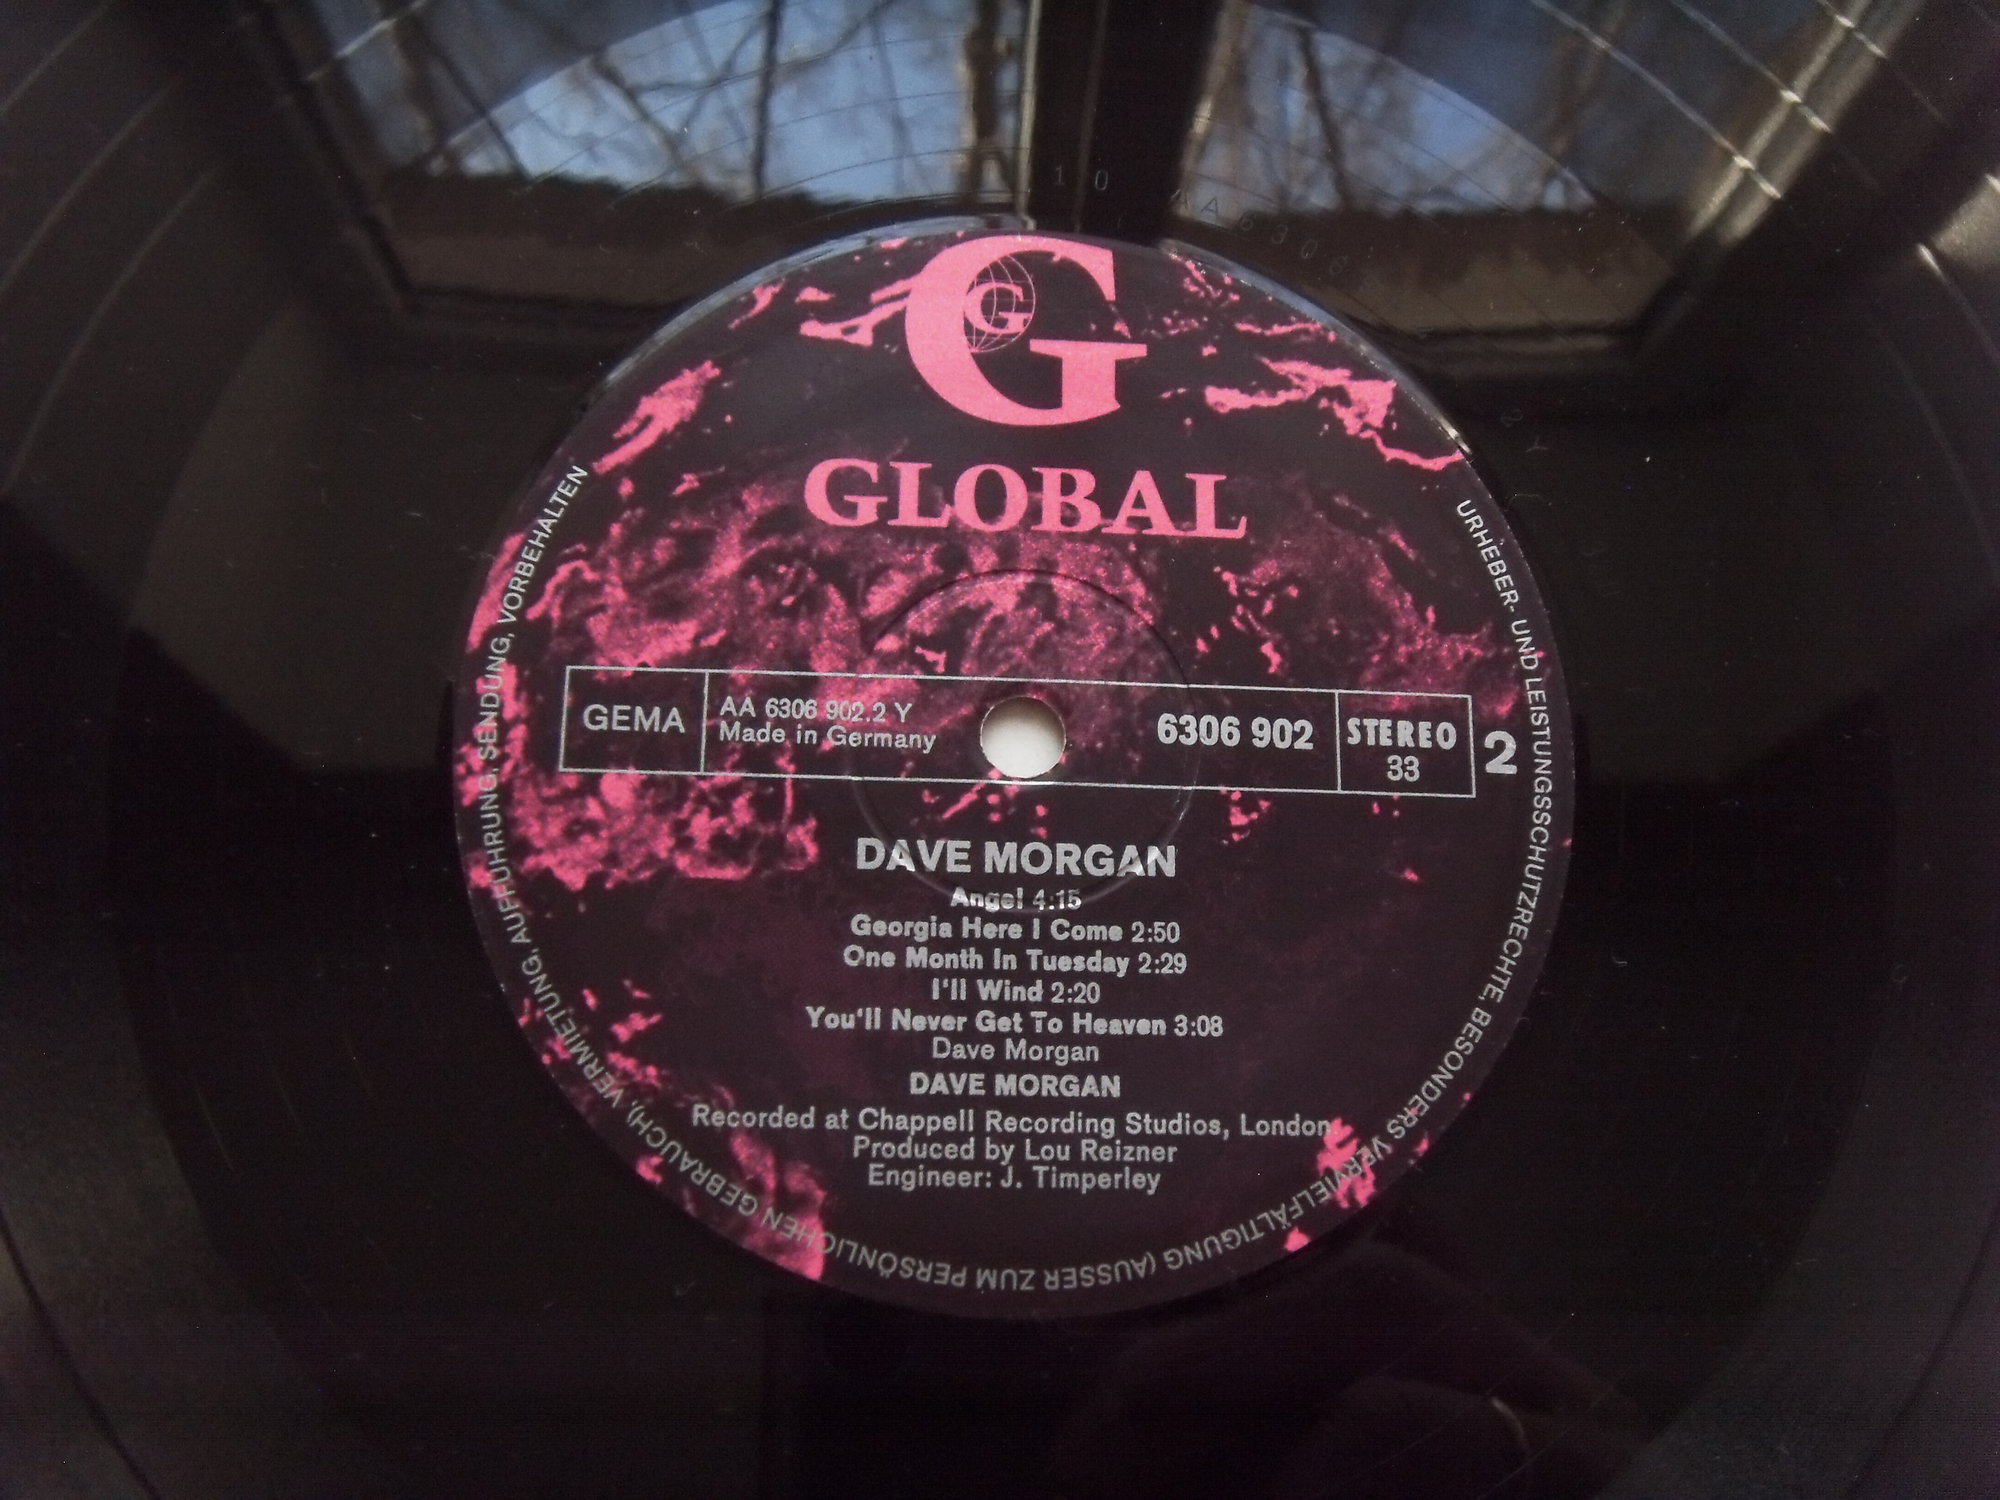 10 AA 6308
G
G
GLOBAL
GEMA
AA 6306 902.2 Y
Made in Germany
6306 902
STEREO
33
2
DAVE MORGAN
Angel 4:15
Georgia Here I Come 2:50
One Month In Tuesday 2:29
I'll Wind 2:20
You'll Never Get To Heaven 3:08
Dave Morgan
DAVE MORGAN
Recorded at Chappell Recording Studios, London.
Produced by Lou Reizner
Engineer: J. Timperley
URHEBER- UND LEISTUNGSSCHUTZRECHTE, BESONDERS VERVIELFÄLTIGUNG (AUSSER ZUM PERSÖNLICHEN GEBRAUCH), VERMIETUNG, AUFFÜHRUNG, SENDUNG, VORBEHALTEN